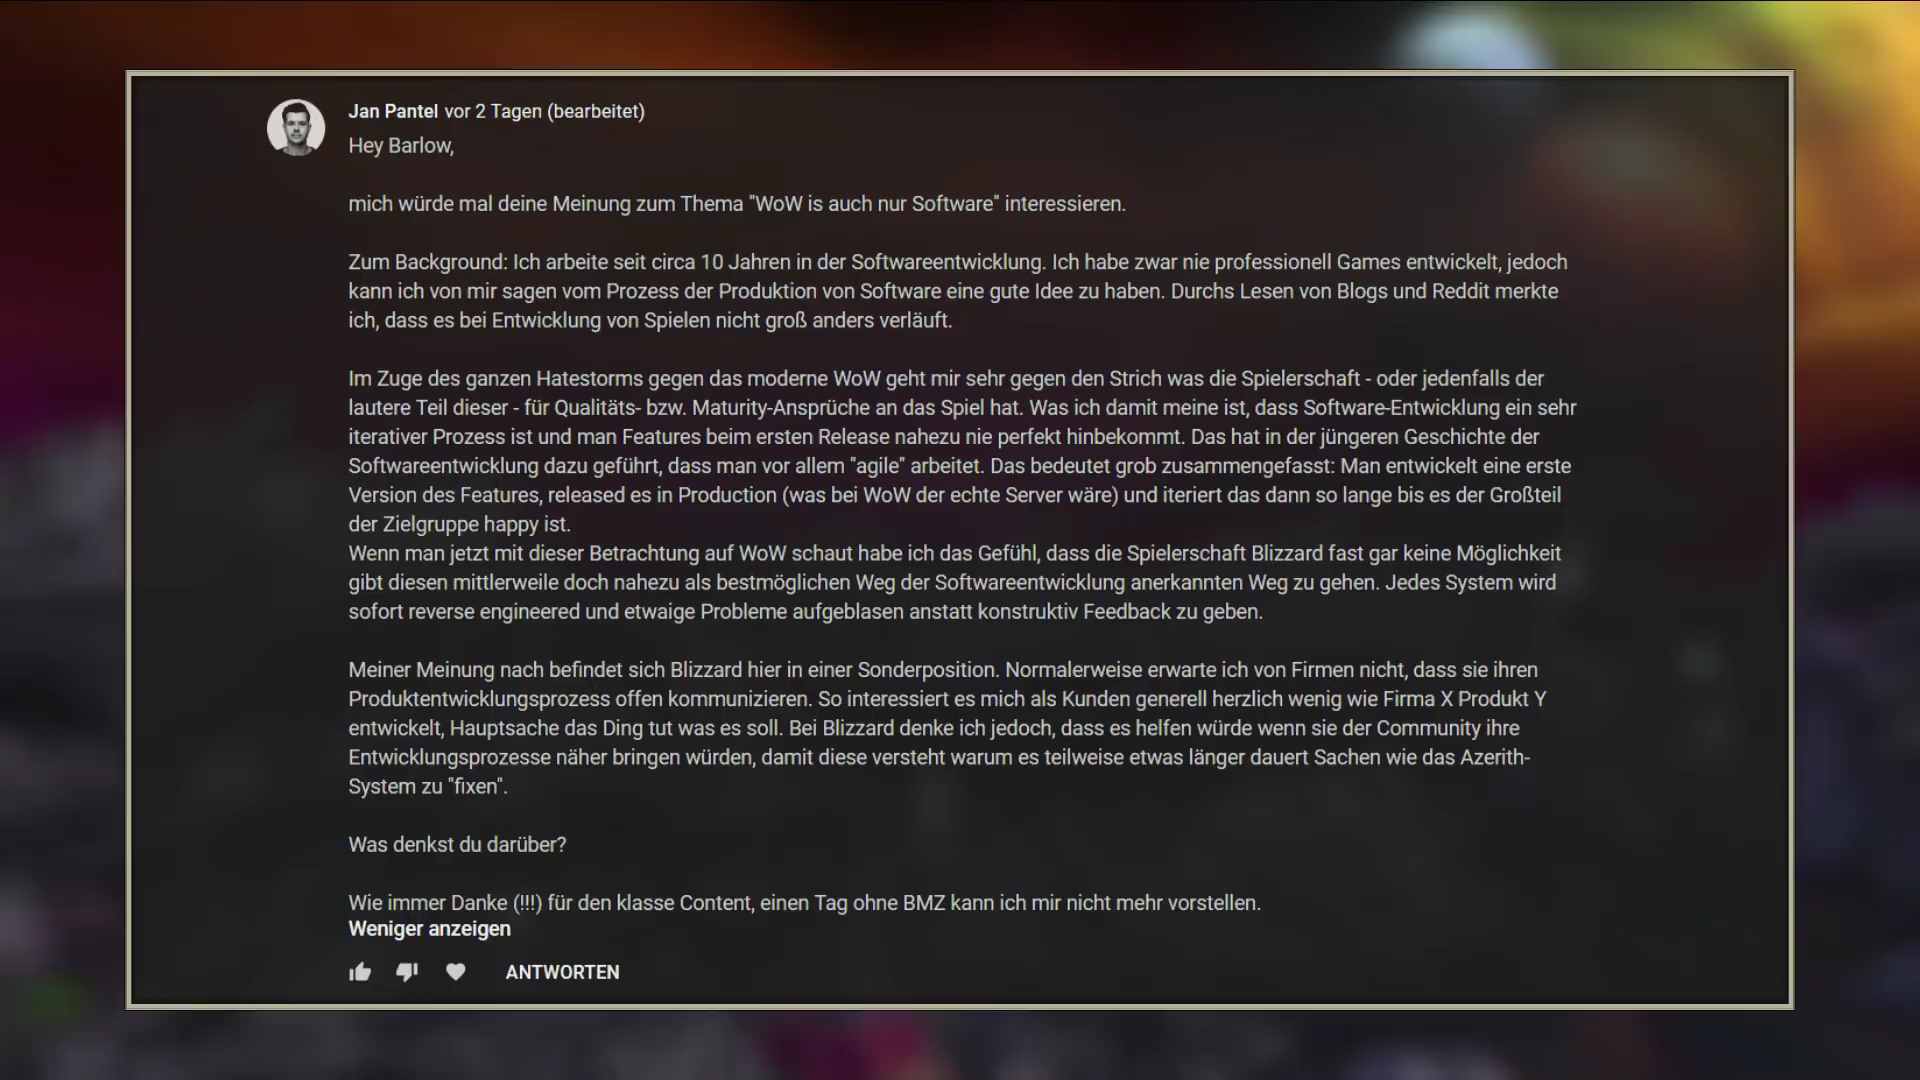 Jan Pantel vor 2 Tagen (bearbeitet)
Hey Barlow,
mich würde mal deine Meinung zum Thema "WoW is auch nur Software" interessieren.
Zum Background: Ich arbeite seit circa 10 Jahren in der Softwareentwicklung. Ich habe zwar nie professionell Games entwickelt, jedoch
kann ich von mir sagen vom Prozess der Produktion von Software eine gute Idee zu haben. Durchs Lesen von Blogs und Reddit merkte
ich, dass es bei Entwicklung von Spielen nicht groß anders verläuft.
Im Zuge des ganzen Hatestorms gegen das moderne WoW geht mir sehr gegen den Strich was die Spielerschaft - oder jedenfalls der
lautere Teil dieser - für Qualitäts- bzw. Maturity-Ansprüche an das Spiel hat. Was ich damit meine ist, dass Software-Entwicklung ein sehr
iterativer Prozess ist und man Features beim ersten Release nahezu nie perfekt hinbekommt. Das hat in der jüngeren Geschichte der
Softwareentwicklung dazu geführt, dass man vor allem "agile" arbeitet. Das bedeutet grob zusammengefasst: Man entwickelt eine erste
Version des Features, released es in Production (was bei WoW der echte Server wäre) und iteriert das dann so lange bis es der Großteil
der Zielgruppe happy ist.
Wenn man jetzt mit dieser Betrachtung auf WoW schaut habe ich das Gefühl, dass die Spielerschaft Blizzard fast gar keine Möglichkeit
gibt diesen mittlerweile doch nahezu als bestmöglichen Weg der Softwareentwicklung anerkannten Weg zu gehen. Jedes System wird
sofort reverse engineered und etwaige Probleme aufgeblasen anstatt konstruktiv Feedback zu geben.
Meiner Meinung nach befindet sich Blizzard hier in einer Sonderposition. Normalerweise erwarte ich von Firmen nicht, dass sie ihren
Produktentwicklungsprozess offen kommunizieren. So interessiert es mich als Kunden generell herzlich wenig wie Firma X Produkt Y
entwickelt, Hauptsache das Ding tut was es soll. Bei Blizzard denke ich jedoch, dass es helfen würde wenn sie der Community ihre
Entwicklungsprozesse näher bringen würden, damit diese versteht warum es teilweise etwas länger dauert Sachen wie das Azerith-
System zu "fixen".
Was denkst du darüber?
Wie immer Danke (!!!) für den klasse Content, einen Tag ohne BMZ kann ich mir nicht mehr vorstellen.
Weniger anzeigen
ANTWORTEN